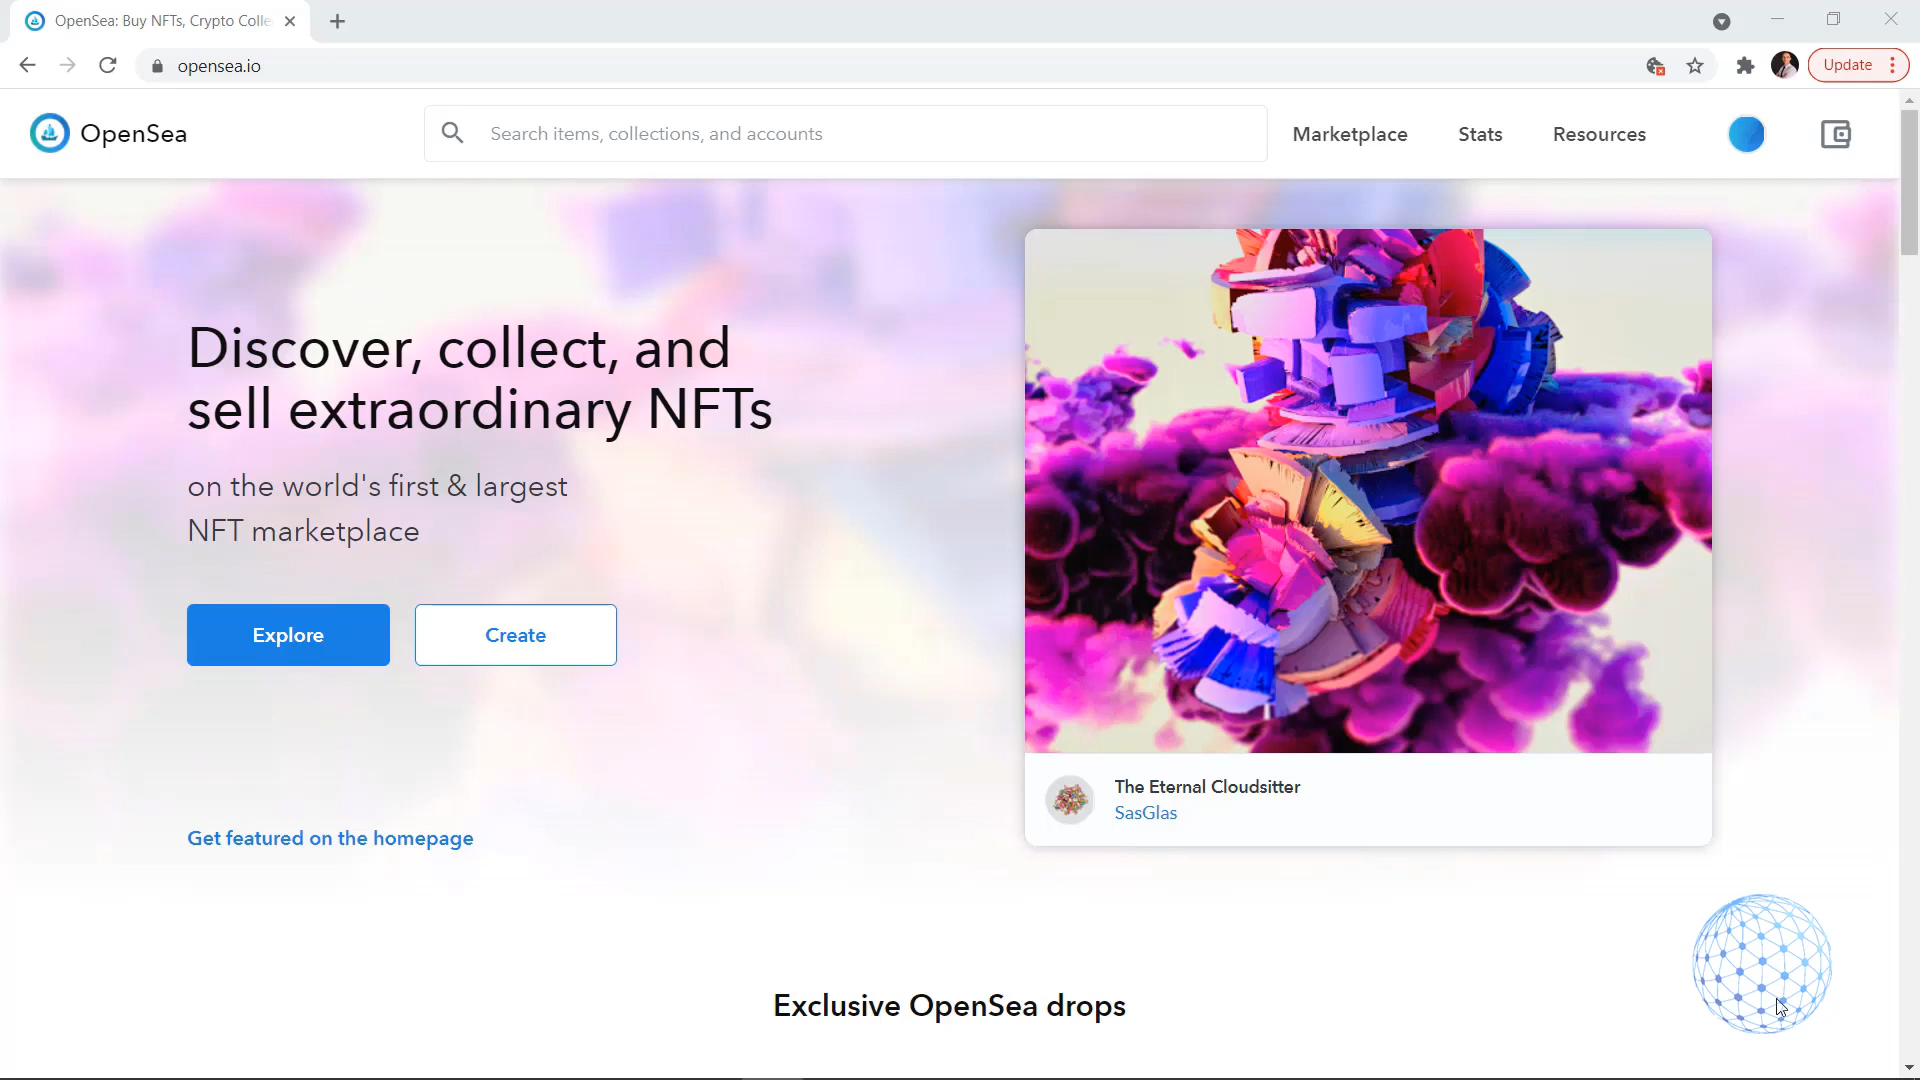 OpenSea: Buy NFTs, Crypto Colle
opensea.io
Update
OpenSea
Search items, collections, and accounts
Marketplace
Stats
Resources
Discover, collect, and
sell extraordinary NFTs
on the world's first & largest
NFT marketplace
Explore
Create
Get featured on the homepage
The Eternal Cloudsitter
SasGlas
Exclusive OpenSea drops